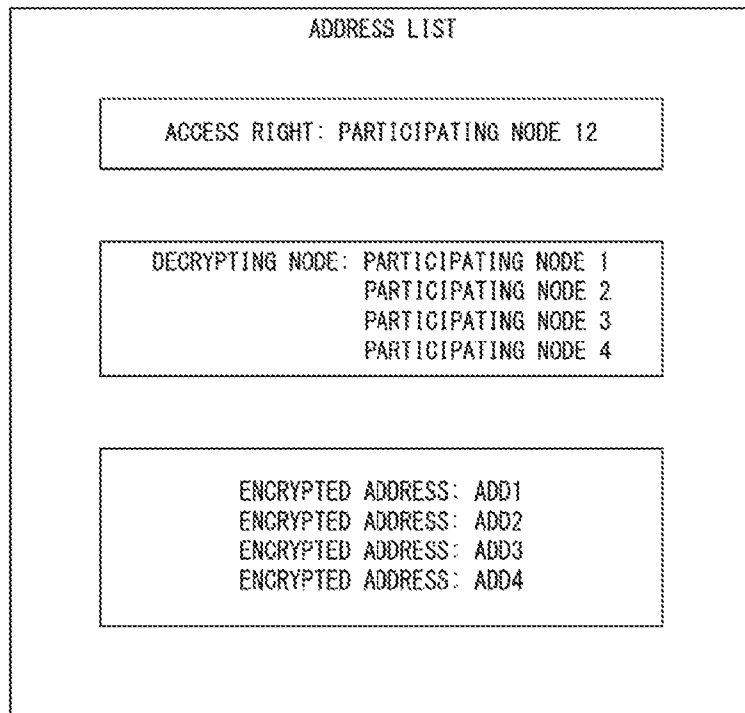 ADDRESS LIST
ACCESS RIGHT: PARTICIPATING NODE 12
DECRYPTING NODE: PARTICIPATING NODE 1
PARTICIPATING NODE 2
PARTICIPATING NODE 3
PARTICIPATING NODE 4
ENCRYPTED ADDRESS: ADD1
ENCRYPTED ADDRESS: ADD2
ENCRYPTED ADDRESS: ADD3
ENCRYPTED ADDRESS: ADD4